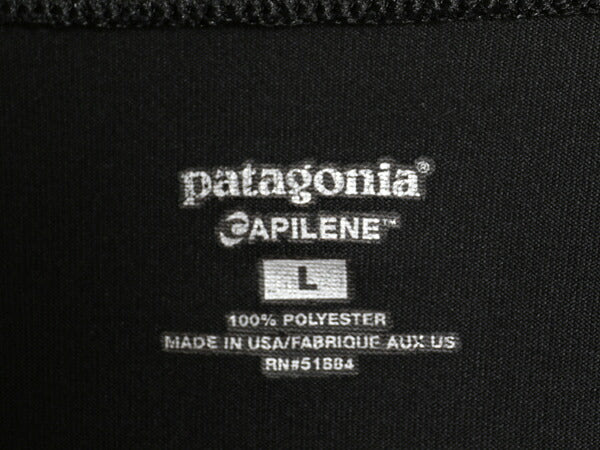 patagonia®
CAPILENE™
L
100% POLYESTER
MADE IN USA/FABRIQUE AUX US
RN#51884